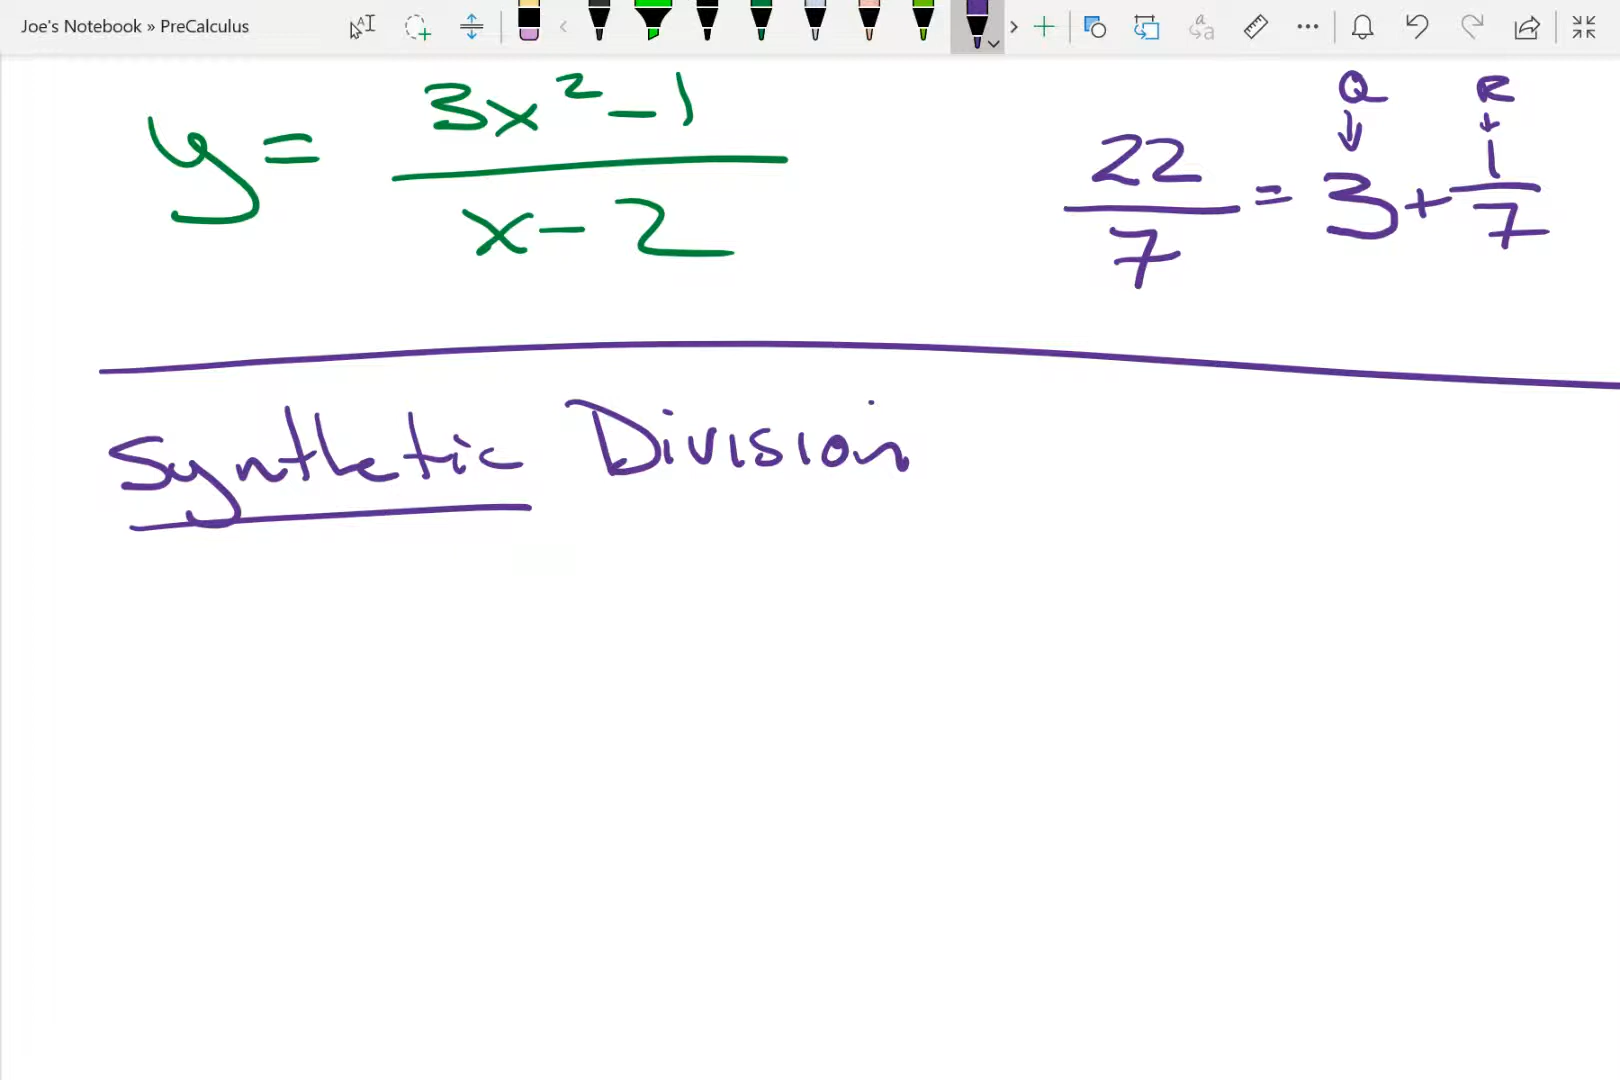 Joe's Notebook » PreCalculus
y = (3x² - 1) / (x - 2)
Q R
22/7 = 3 + 1/7
Synthetic Division